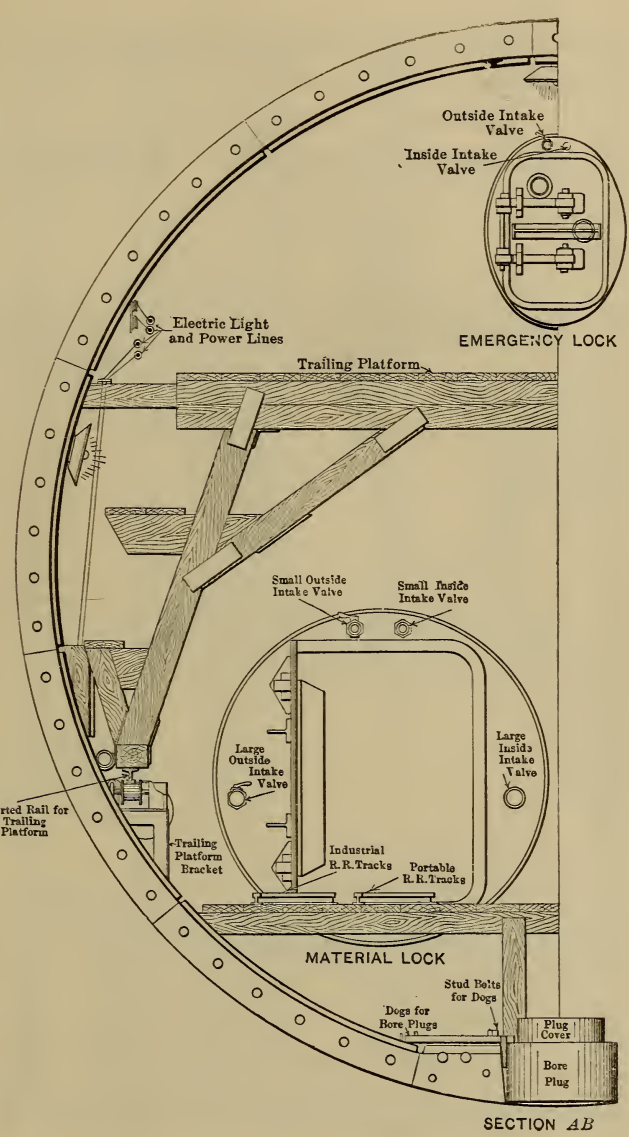 Outside Intake
Valve
Inside Intake
Valve
EMERGENCY LOCK
Electric Light
and Power Lines
Trailing Platform
Small Outside
Intake Valve
Small Inside
Intake Valve
Large
Outside
Intake
Valve
Large
Inside
Intake
Valve
rted Rail for
Trailing
Platform
Trailing
Platform
Bracket
Industrial
R.R.Tracks
Portable
R.R.Tracks
MATERIAL LOCK
Stud Bolts
for Dogs
Dogs for
Bore Plugs
Plug
Cover
Bore
Plug
SECTION AB